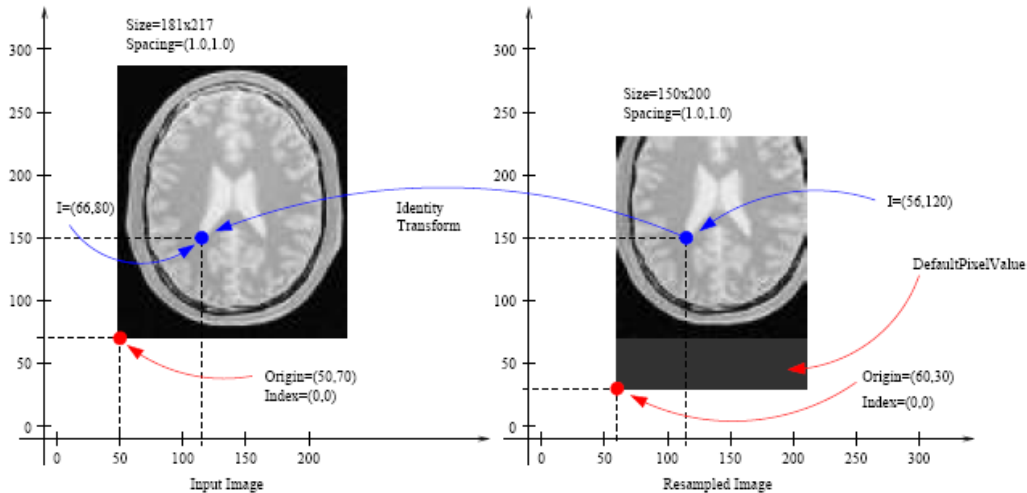 Size=181x217
Spacing=(1.0,1.0)
300
250
200
150
100
50
0
I=(66,80)
Origin=(50,70)
Index=(0,0)
0
50
100
150
200
Input Image
Identity
Transform
Size=150x200
Spacing=(1.0,1.0)
300
250
200
150
100
50
0
I=(56,120)
DefaultPixelValue
Origin=(60,30)
Index=(0,0)
0
50
100
150
200
250
300
Resampled Image